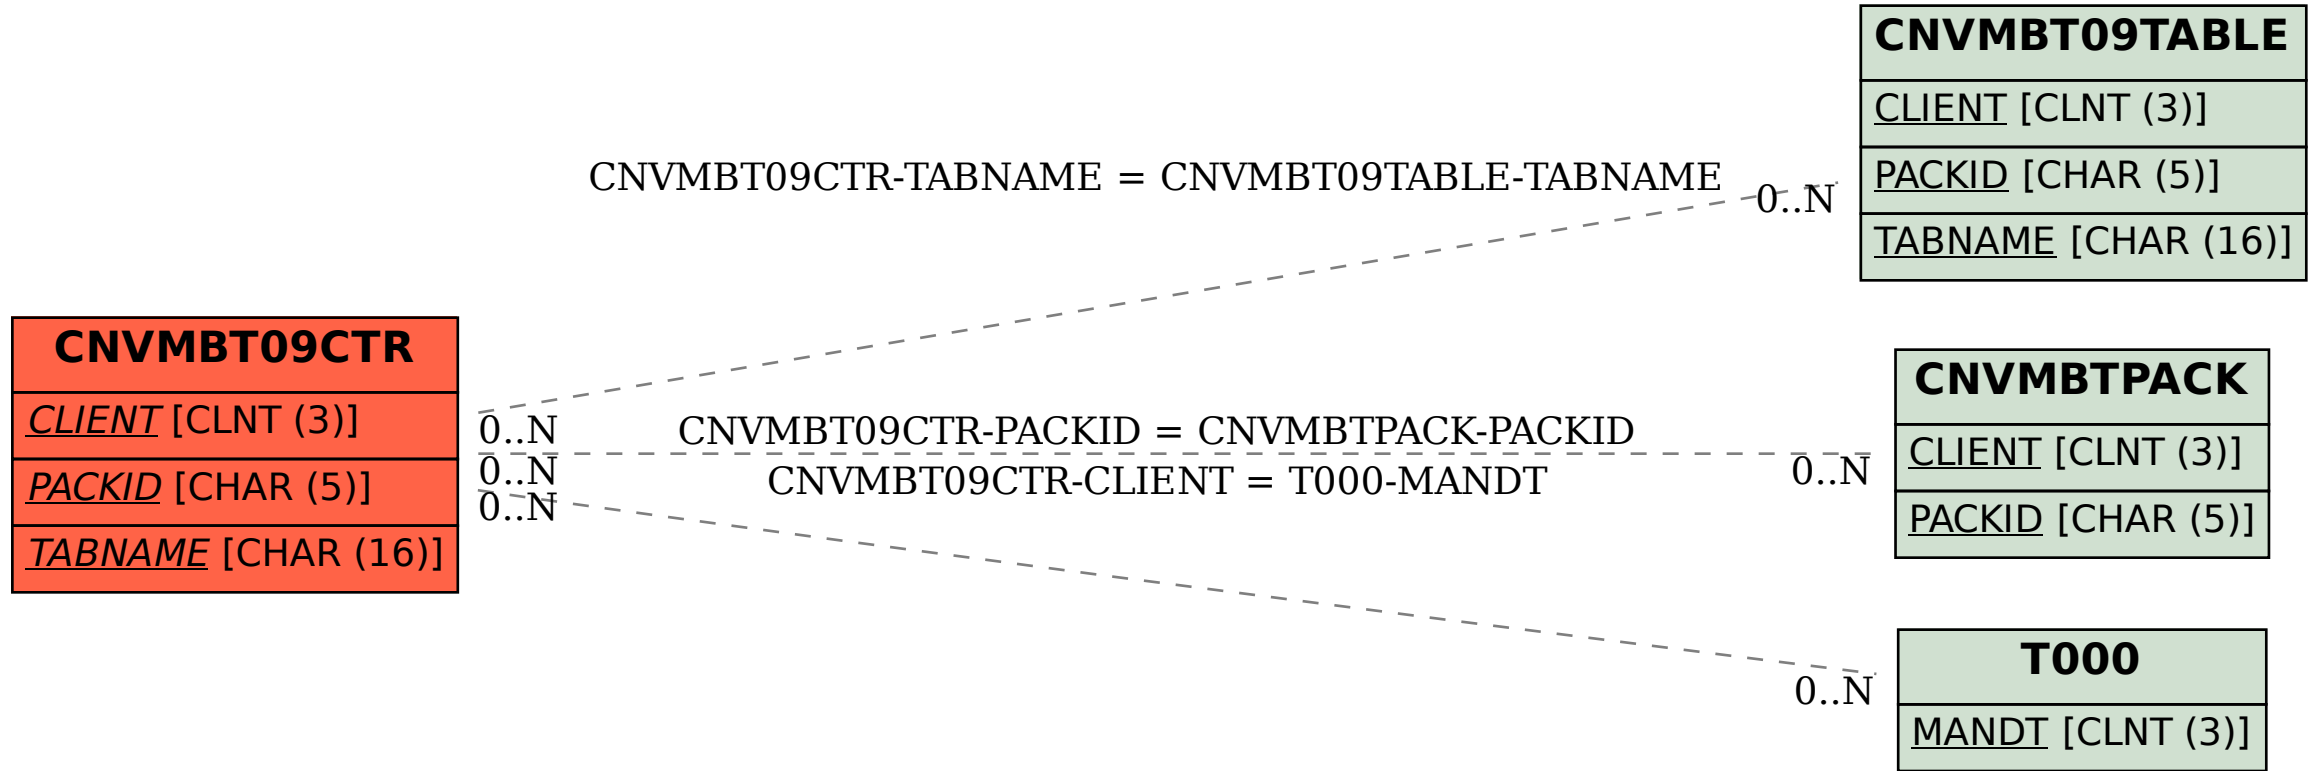 CNVMBT09TABLE
CLIENT [CLNT (3)]
PACKID [CHAR (5)]
TABNAME [CHAR (16)]
CNVMBT09CTR-TABNAME = CNVMBT09TABLE-TABNAME
0..N
CNVMBT09CTR
CLIENT [CLNT (3)]
PACKID [CHAR (5)]
TABNAME [CHAR (16)]
0..N
0..N
0..N
CNVMBT09CTR-PACKID = CNVMBTPACK-PACKID
CNVMBT09CTR-CLIENT = T000-MANDT
0..N
CNVMBTPACK
CLIENT [CLNT (3)]
PACKID [CHAR (5)]
0..N
T000
MANDT [CLNT (3)]